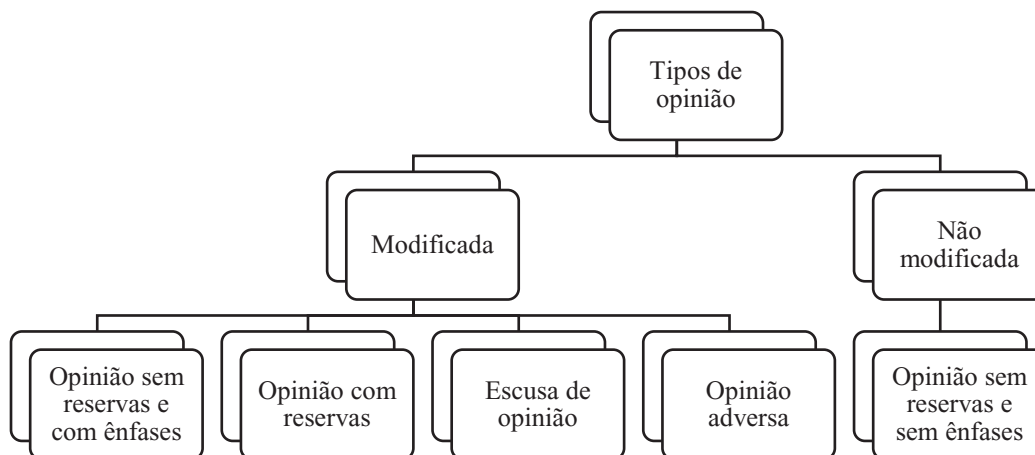 Tipos de
opinião
Modificada
Não
modificada
Opinião sem
reservas e
com ênfases
Opinião com
reservas
Escusa de
opinião
Opinião
adversa
Opinião sem
reservas e
sem ênfases